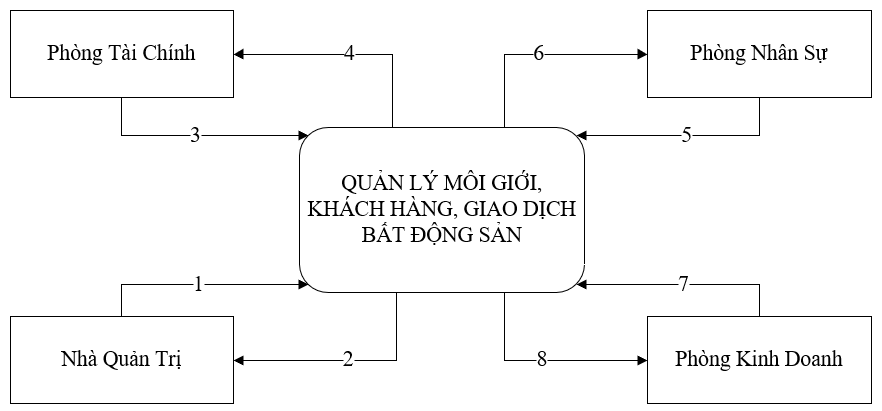 Phòng Tài Chính
4
6
Phòng Nhân Sự
3
5
QUẢN LÝ MÔI GIỚI,
KHÁCH HÀNG, GIAO DỊCH
BẤT ĐỘNG SẢN
1
7
Nhà Quản Trị
2
8
Phòng Kinh Doanh